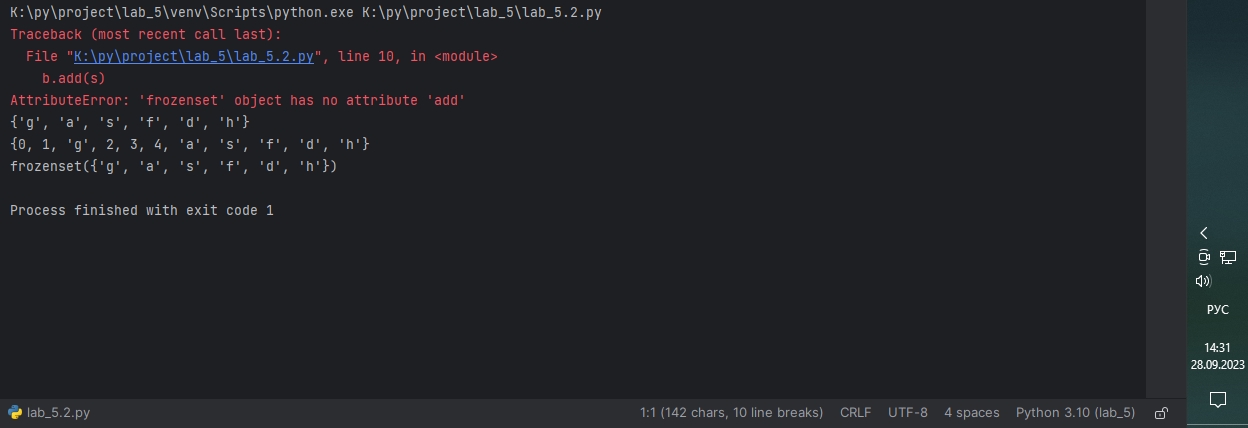 K:\py\project\lab_5\venv\Scripts\python.exe K:\py\project\lab_5\lab_5.2.py
Traceback (most recent call last):
  File "K:\py\project\lab_5\lab_5.2.py", line 10, in <module>
    b.add(s)
AttributeError: 'frozenset' object has no attribute 'add'
{'g', 'a', 's', 'f', 'd', 'h'}
{0, 1, 'g', 2, 3, 4, 'a', 's', 'f', 'd', 'h'}
frozenset({'g', 'a', 's', 'f', 'd', 'h'})
Process finished with exit code 1
РУС
14:31
28.09.2023
lab_5.2.py 1:1 (142 chars, 10 line breaks) CRLF UTF-8 4 spaces Python 3.10 (lab_5)